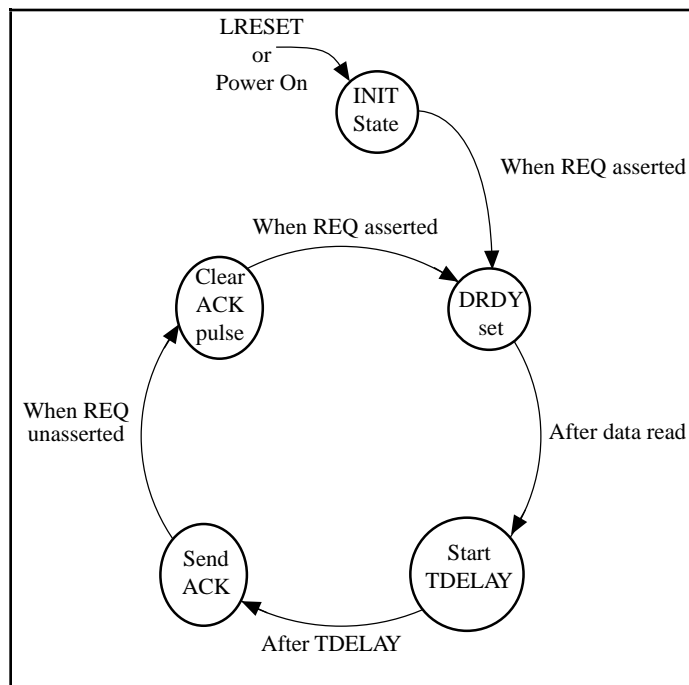 LRESET
or
Power On
INIT
State
When REQ asserted
When REQ asserted
Clear
ACK
pulse
DRDY
set
When REQ
unasserted
After data read
Send
ACK
Start
TDELAY
After TDELAY